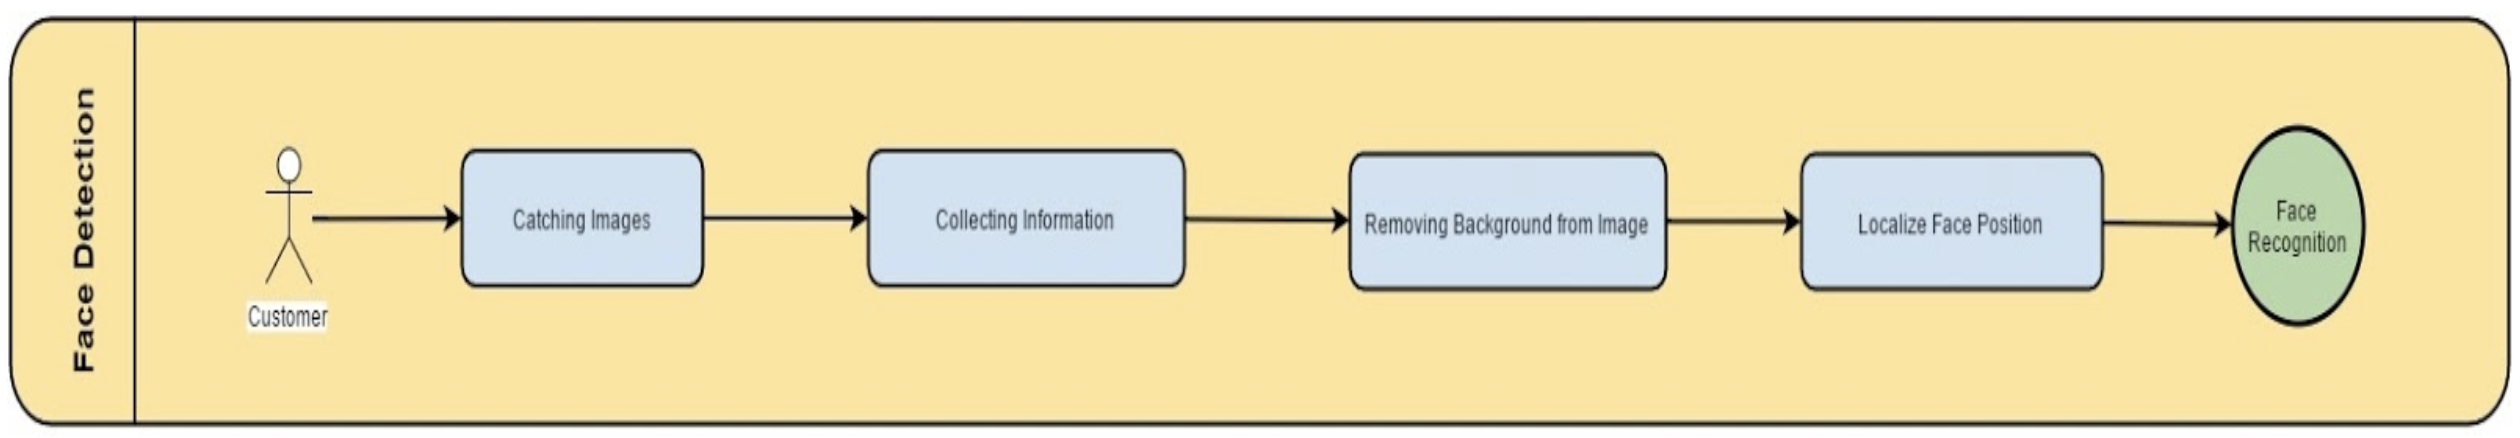 Face Detection
Customer
Catching Images
Collecting Information
Removing Background from Image
Localize Face Position
Face
Recognition